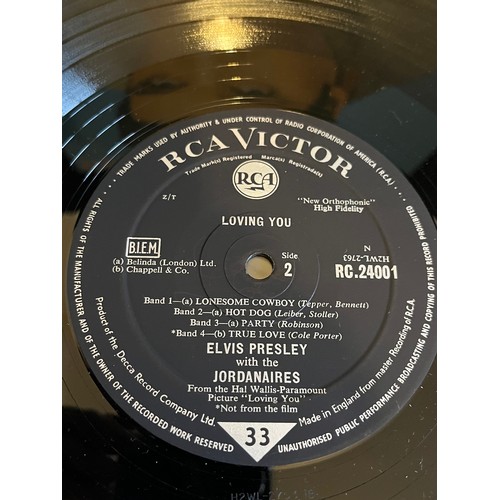 TRADE MARKS USED BY AUTHORITY & UNDER CONTROL OF RADIO CORPORATION OF AMERICA (R.C.A.)
RCA VICTOR
Trade Mark(s) Registered Marca(s) Registrada(s)
RCA
Z/T
"New Orthophonic"
High Fidelity
LOVING YOU
B.I.E.M.
(a) Belinda (London) Ltd.
(b) Chappell & Co.
Side
2
N
H2WL-2763
RC.24001
Band 1—(a) LONESOME COWBOY (Tepper, Bennett)
Band 2—(a) HOT DOG (Leiber, Stoller)
Band 3—(a) PARTY (Robinson)
*Band 4—(b) TRUE LOVE (Cole Porter)
ELVIS PRESLEY
with the
JORDANAIRES
From the Hal Wallis-Paramount
Picture "Loving You"
*Not from the film
33
Product of the Decca Record Company Ltd.
Made in England from master Recording of R.C.A.
ALL RIGHTS OF THE MANUFACTURER AND OF THE OWNER OF THE RECORDED WORK RESERVED
UNAUTHORISED PUBLIC PERFORMANCE BROADCASTING AND COPYING OF THIS RECORD PROHIBITED